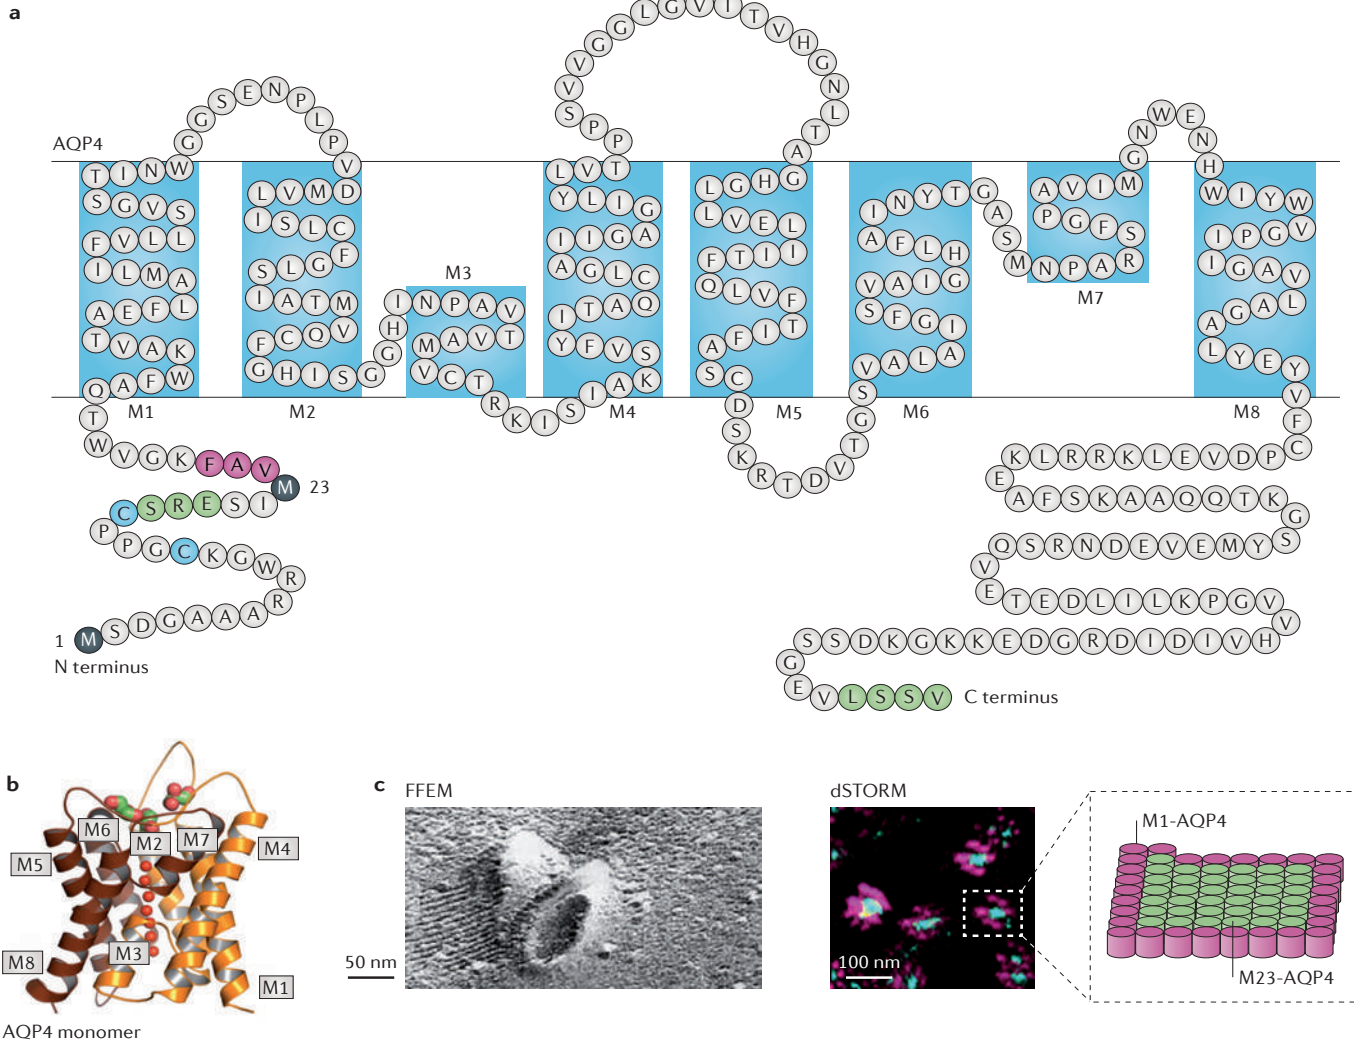 a
AQP4
G G S E N P L P V
T I N W
S G V S
F V L L
I L M A
A E F L
T V A K
Q A F W
M1
L V M D
I S L C
S L G F
I A T M
F C Q V
G H I S G G H I
M2
M3
N P A V
M A V T
V C T
R K I S I
P P S V V G G L G V I T V H G N L T A
L V T
Y L I G
I I G A
A G L C
I T A Q
Y F V S
A K
M4
L G H G
L V E L
F T I I
Q L V F
A F I T
S C
M5
D S K R T D V T G S
I N Y T G A S M
A F L H
V A I G
S F G I
V A L A
M6
G N W E N H
A V I M
P G F S
N P A R
M7
W I Y W
I P G V
I G A V
A G A L
L Y E Y
M8
V F C
T
W V G K F A V
M 23
C S R E S I
P P G C K G W R
1 M S D G A A A R
N terminus
K L R R K L E V D P
E
A F S K A A Q Q T K
G S
Q S R N D E V E M Y
V E
T E D L I L K P G V
V
S S D K G K K E D G R D I D I V H
G
E V L S S V C terminus
b
M6
M2
M7
M5
M4
M3
M8
M1
AQP4 monomer
c
FFEM
50 nm
dSTORM
100 nm
M1-AQP4
M23-AQP4